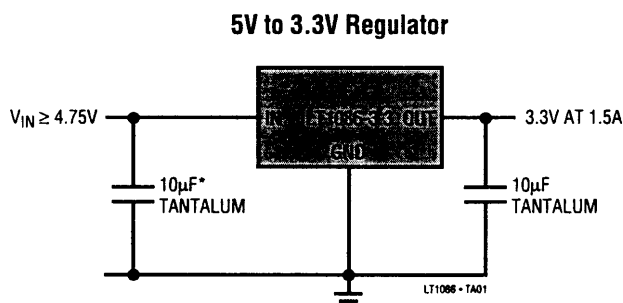 5V to 3.3V Regulator
V_IN ≥ 4.75V
IN LT1086-3.3 OUT
GND
3.3V AT 1.5A
10µF*
TANTALUM
10µF
TANTALUM
LT1086 • TA01